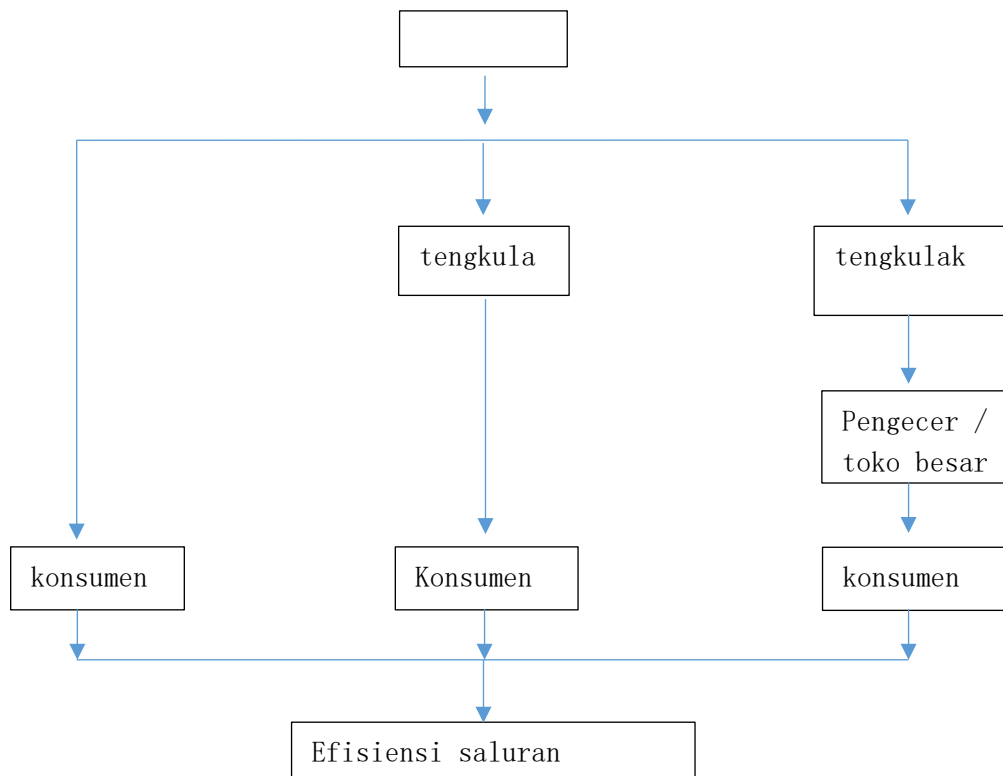 tengkula
tengkulak
Pengecer /
toko besar
konsumen
Konsumen
konsumen
Efisiensi saluran